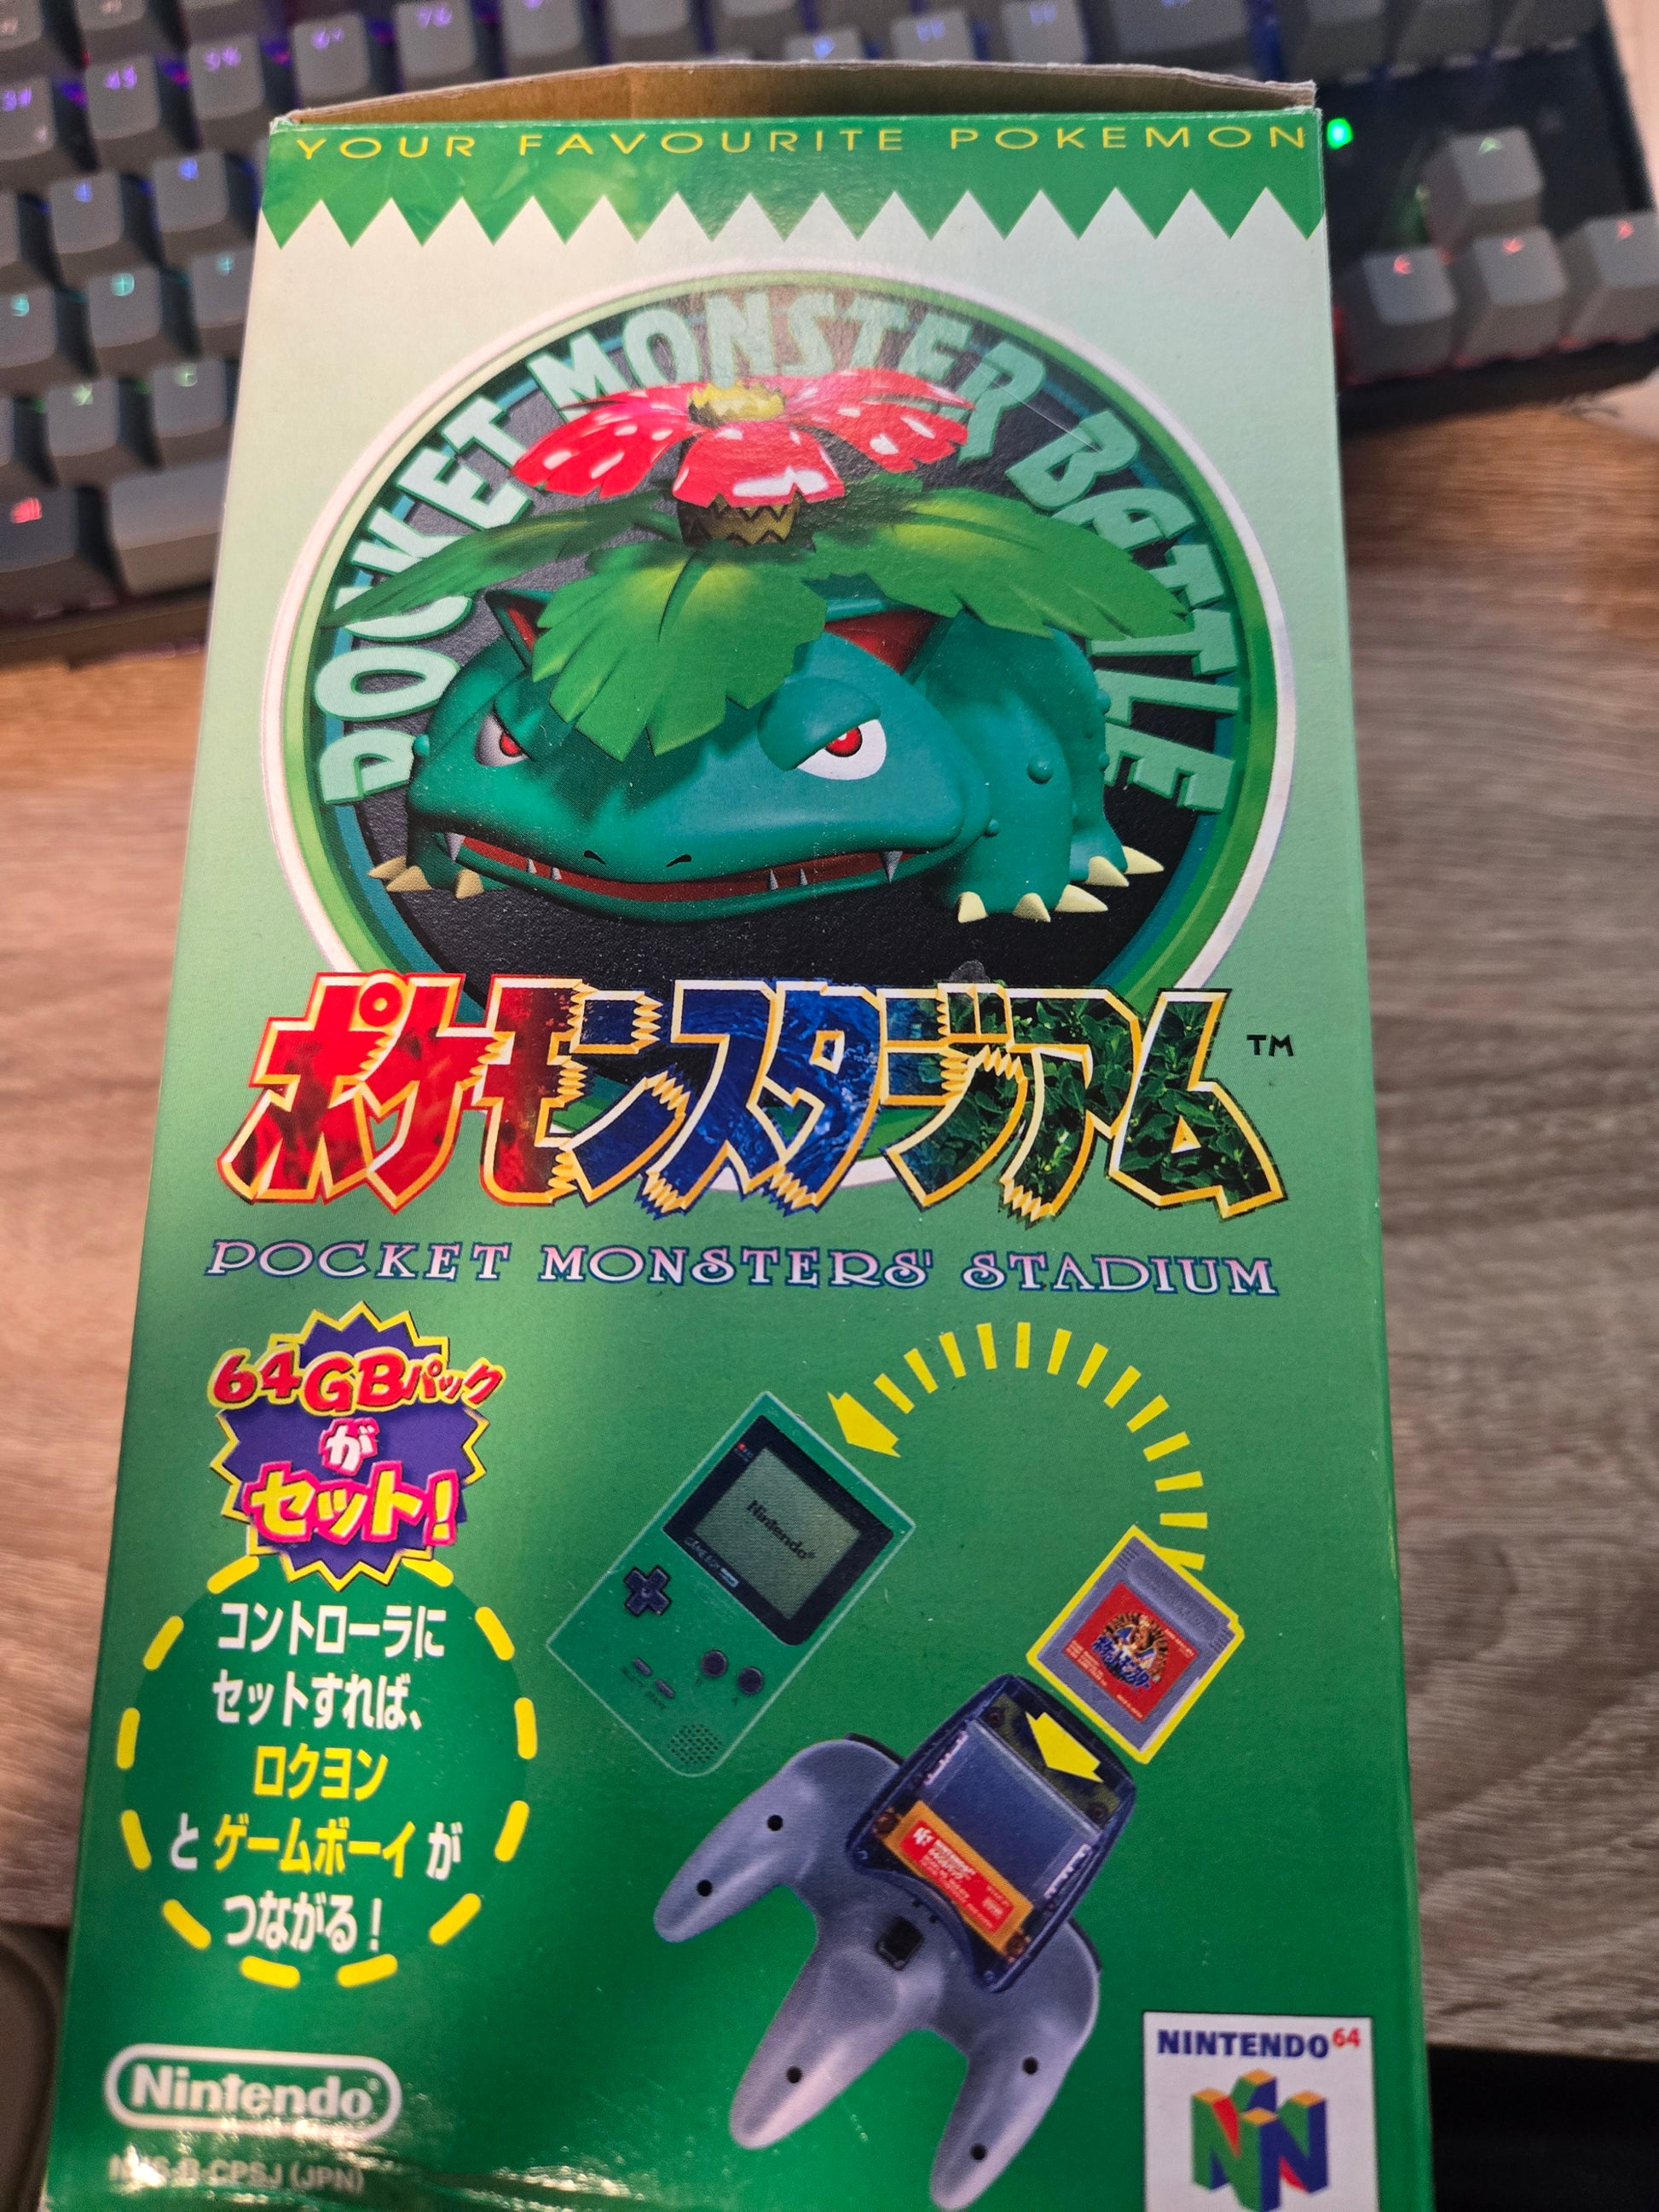 YOUR FAVOURITE POKEMON
POCKET MONSTER BATTLE
ポケモンスタジアム™
POCKET MONSTERS' STADIUM
64GBパック
が
セット!
コントローラに
セットすれば、
ロクヨン
とゲームボーイが
つながる!
Nintendo®
Nintendo®
NUS-B-CPSJ (JPN)
NINTENDO64